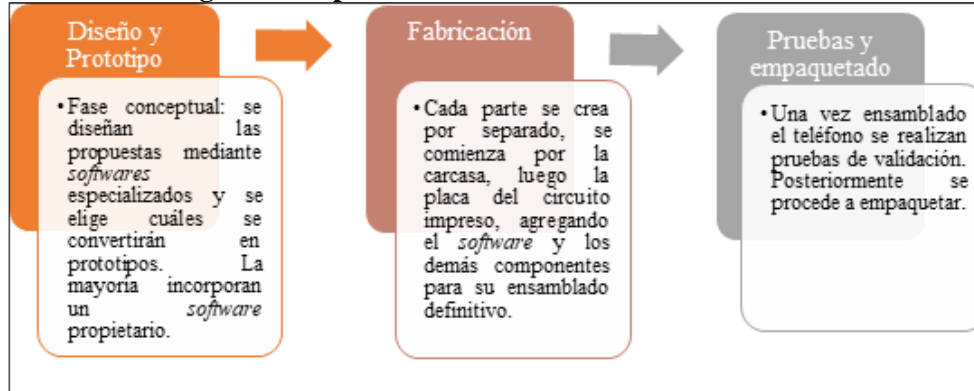 Diseño y
Prototipo
•Fase conceptual: se
diseñan las
propuestas mediante
softwares
especializados y se
elige cuáles se
convertirán en
prototipos. La
mayoría incorporan
un software
propietario.
Fabricación
•Cada parte se crea
por separado, se
comienza por la
carcasa, luego la
placa del circuito
impreso, agregando
el software y los
demás componentes
para su ensamblado
definitivo.
Pruebas y
empaquetado
•Una vez ensamblado
el teléfono se realizan
pruebas de validación.
Posteriormente se
procede a empaquetar.